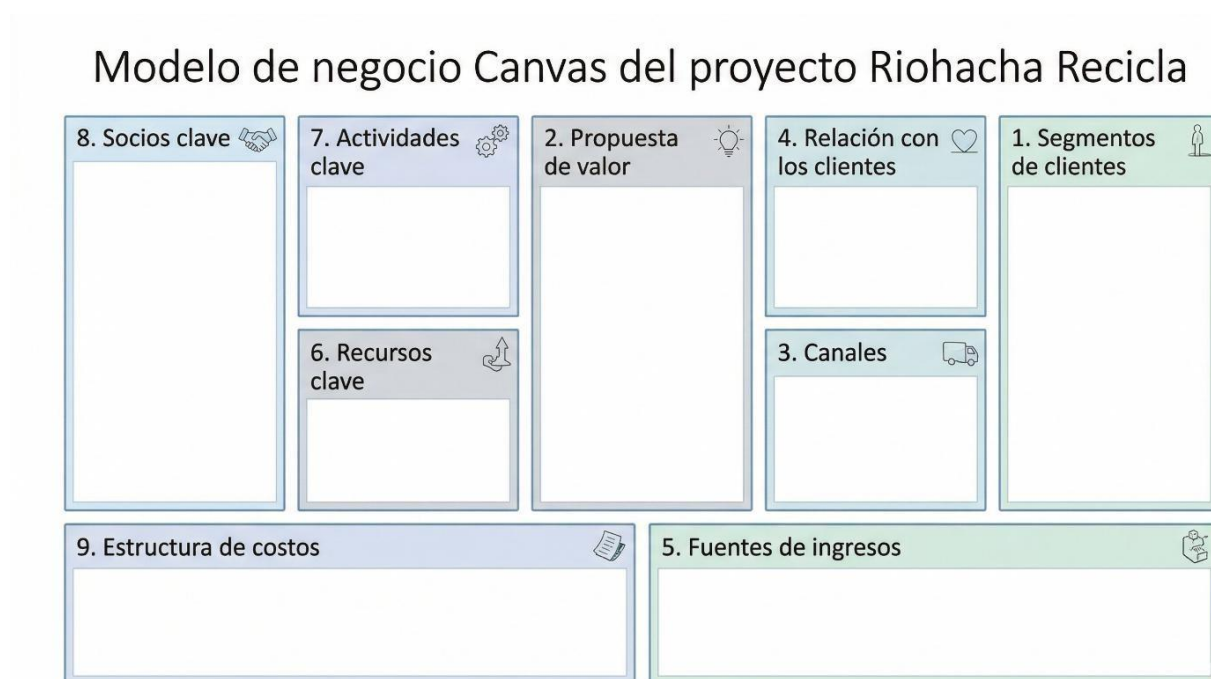 Modelo de negocio Canvas del proyecto Riohacha Recicla
8. Socios clave
7. Actividades
clave
2. Propuesta
de valor
4. Relación con
los clientes
1. Segmentos
de clientes
6. Recursos
clave
3. Canales
9. Estructura de costos
5. Fuentes de ingresos